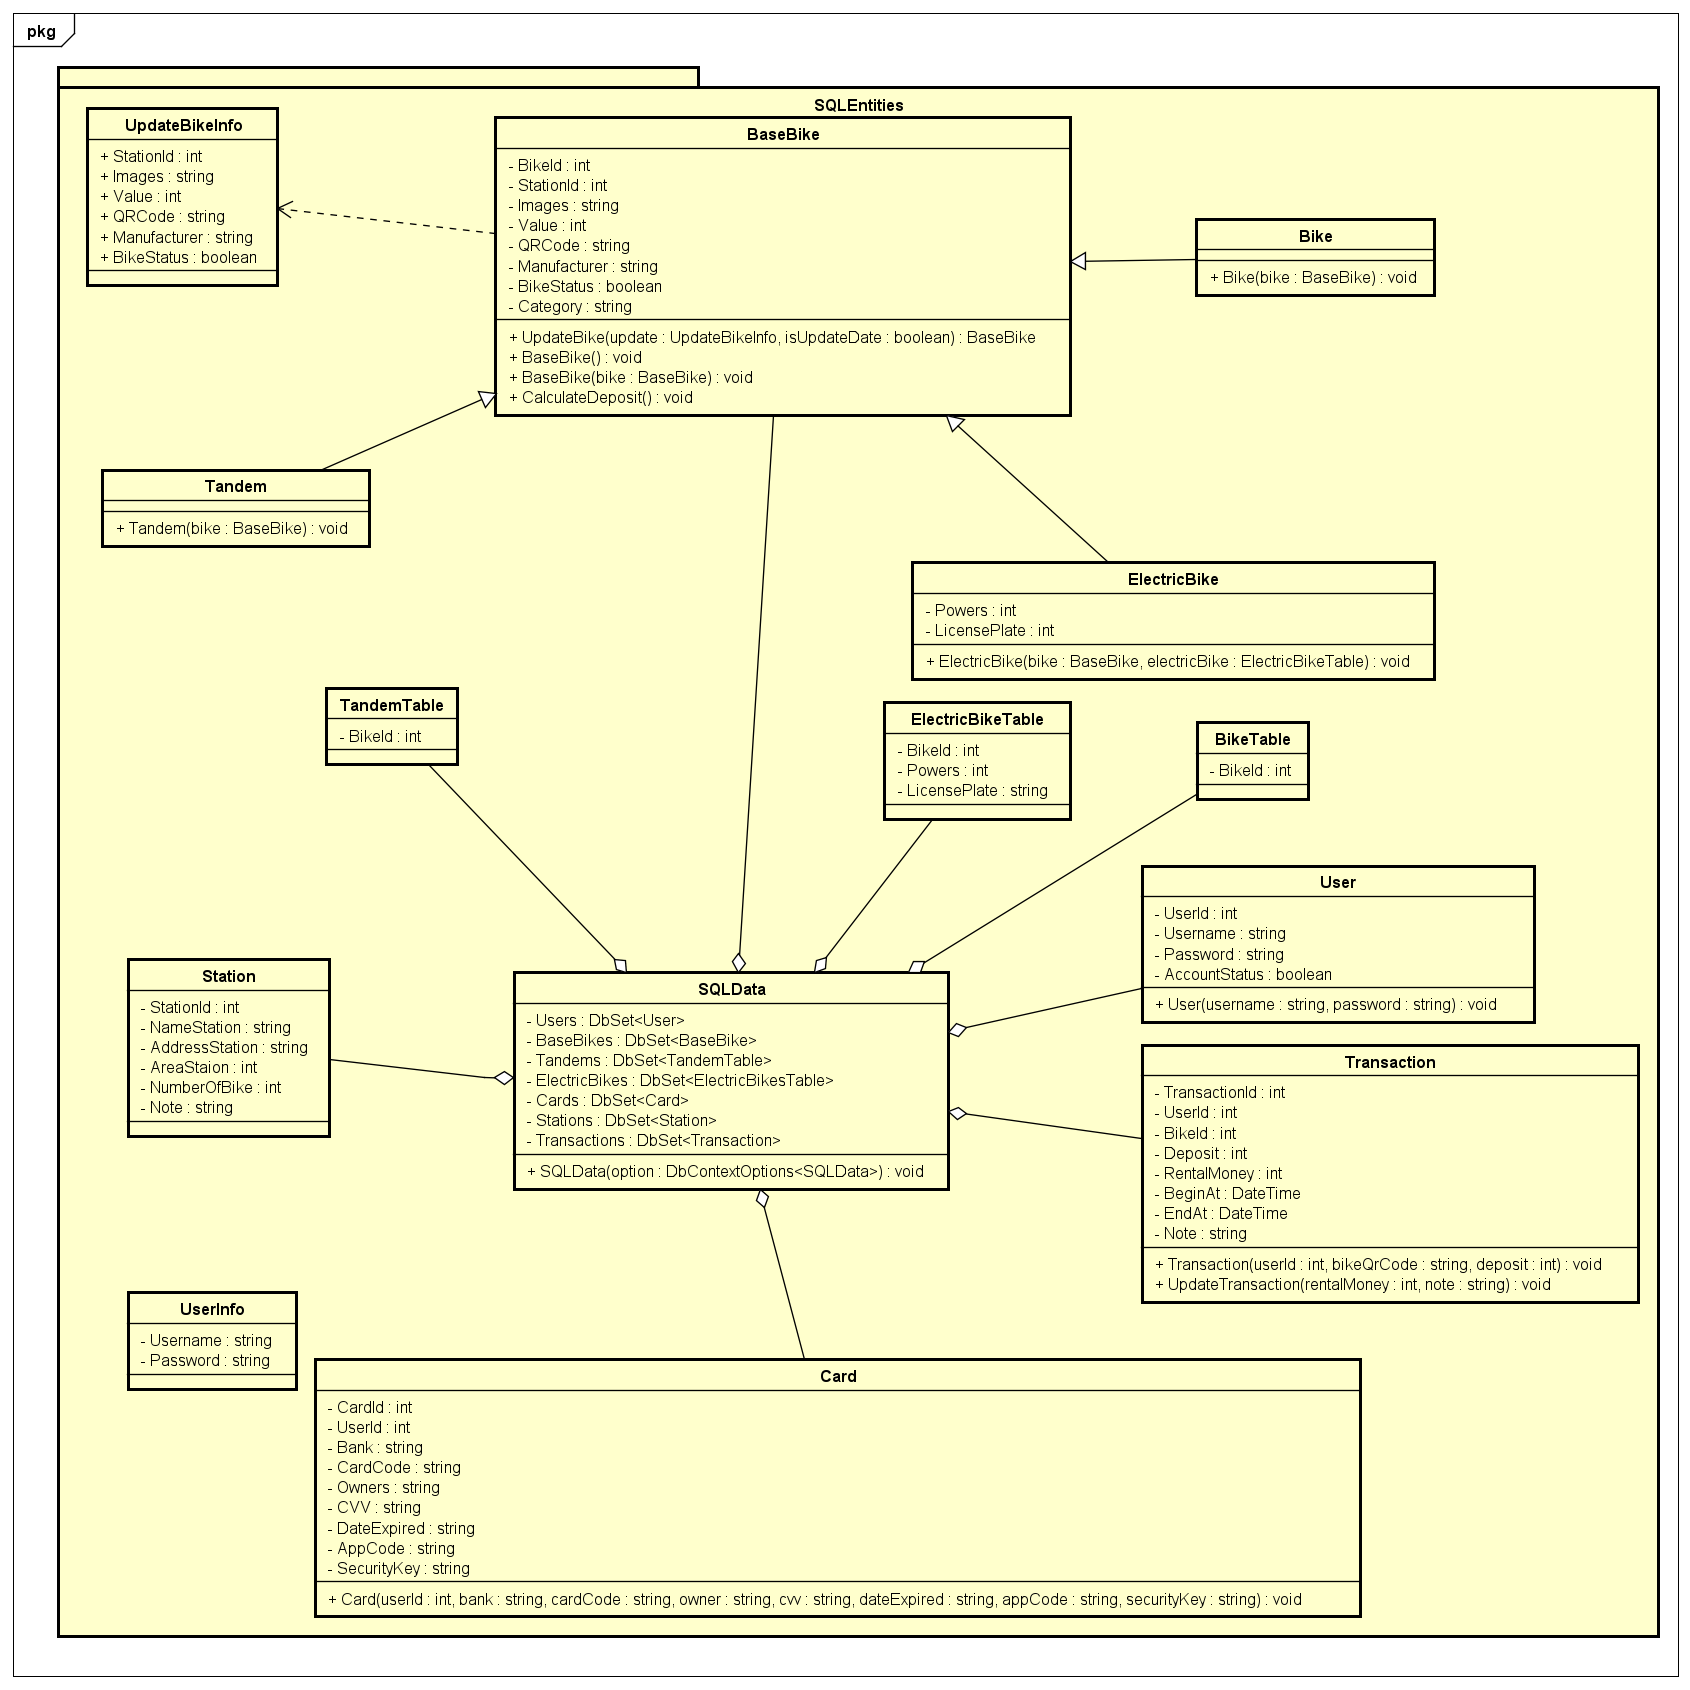 pkg
SQLEntities
UpdateBikeInfo
+ StationId : int
+ Images : string
+ Value : int
+ QRCode : string
+ Manufacturer : string
+ BikeStatus : boolean
BaseBike
- BikeId : int
- StationId : int
- Images : string
- Value : int
- QRCode : string
- Manufacturer : string
- BikeStatus : boolean
- Category : string
+ UpdateBike(update : UpdateBikeInfo, isUpdateDate : boolean) : BaseBike
+ BaseBike() : void
+ BaseBike(bike : BaseBike) : void
+ CalculateDeposit() : void
Bike
+ Bike(bike : BaseBike) : void
Tandem
+ Tandem(bike : BaseBike) : void
ElectricBike
- Powers : int
- LicensePlate : int
+ ElectricBike(bike : BaseBike, electricBike : ElectricBikeTable) : void
TandemTable
- BikeId : int
ElectricBikeTable
- BikeId : int
- Powers : int
- LicensePlate : string
BikeTable
- BikeId : int
User
- UserId : int
- Username : string
- Password : string
- AccountStatus : boolean
+ User(username : string, password : string) : void
Station
- StationId : int
- NameStation : string
- AddressStation : string
- AreaStaion : int
- NumberOfBike : int
- Note : string
SQLData
- Users : DbSet<User>
- BaseBikes : DbSet<BaseBike>
- Tandems : DbSet<TandemTable>
- ElectricBikes : DbSet<ElectricBikesTable>
- Cards : DbSet<Card>
- Stations : DbSet<Station>
- Transactions : DbSet<Transaction>
+ SQLData(option : DbContextOptions<SQLData>) : void
Transaction
- TransactionId : int
- UserId : int
- BikeId : int
- Deposit : int
- RentalMoney : int
- BeginAt : DateTime
- EndAt : DateTime
- Note : string
+ Transaction(userId : int, bikeQrCode : string, deposit : int) : void
+ UpdateTransaction(rentalMoney : int, note : string) : void
UserInfo
- Username : string
- Password : string
Card
- CardId : int
- UserId : int
- Bank : string
- CardCode : string
- Owners : string
- CVV : string
- DateExpired : string
- AppCode : string
- SecurityKey : string
+ Card(userId : int, bank : string, cardCode : string, owner : string, cvv : string, dateExpired : string, appCode : string, securityKey : string) : void